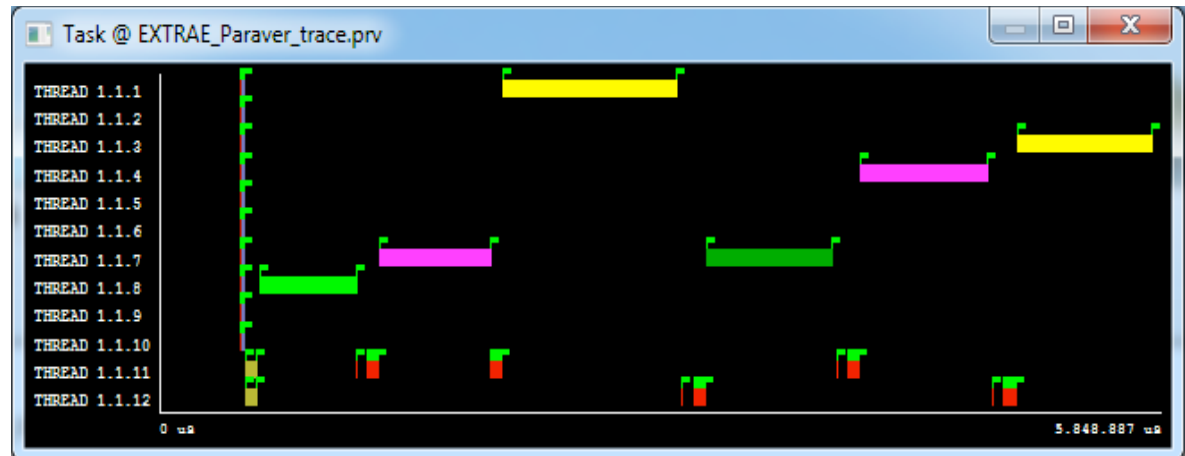 Task @ EXTRAE_Paraver_trace.prv
THREAD 1.1.1
THREAD 1.1.2
THREAD 1.1.3
THREAD 1.1.4
THREAD 1.1.5
THREAD 1.1.6
THREAD 1.1.7
THREAD 1.1.8
THREAD 1.1.9
THREAD 1.1.10
THREAD 1.1.11
THREAD 1.1.12
0 us 5.848.887 us